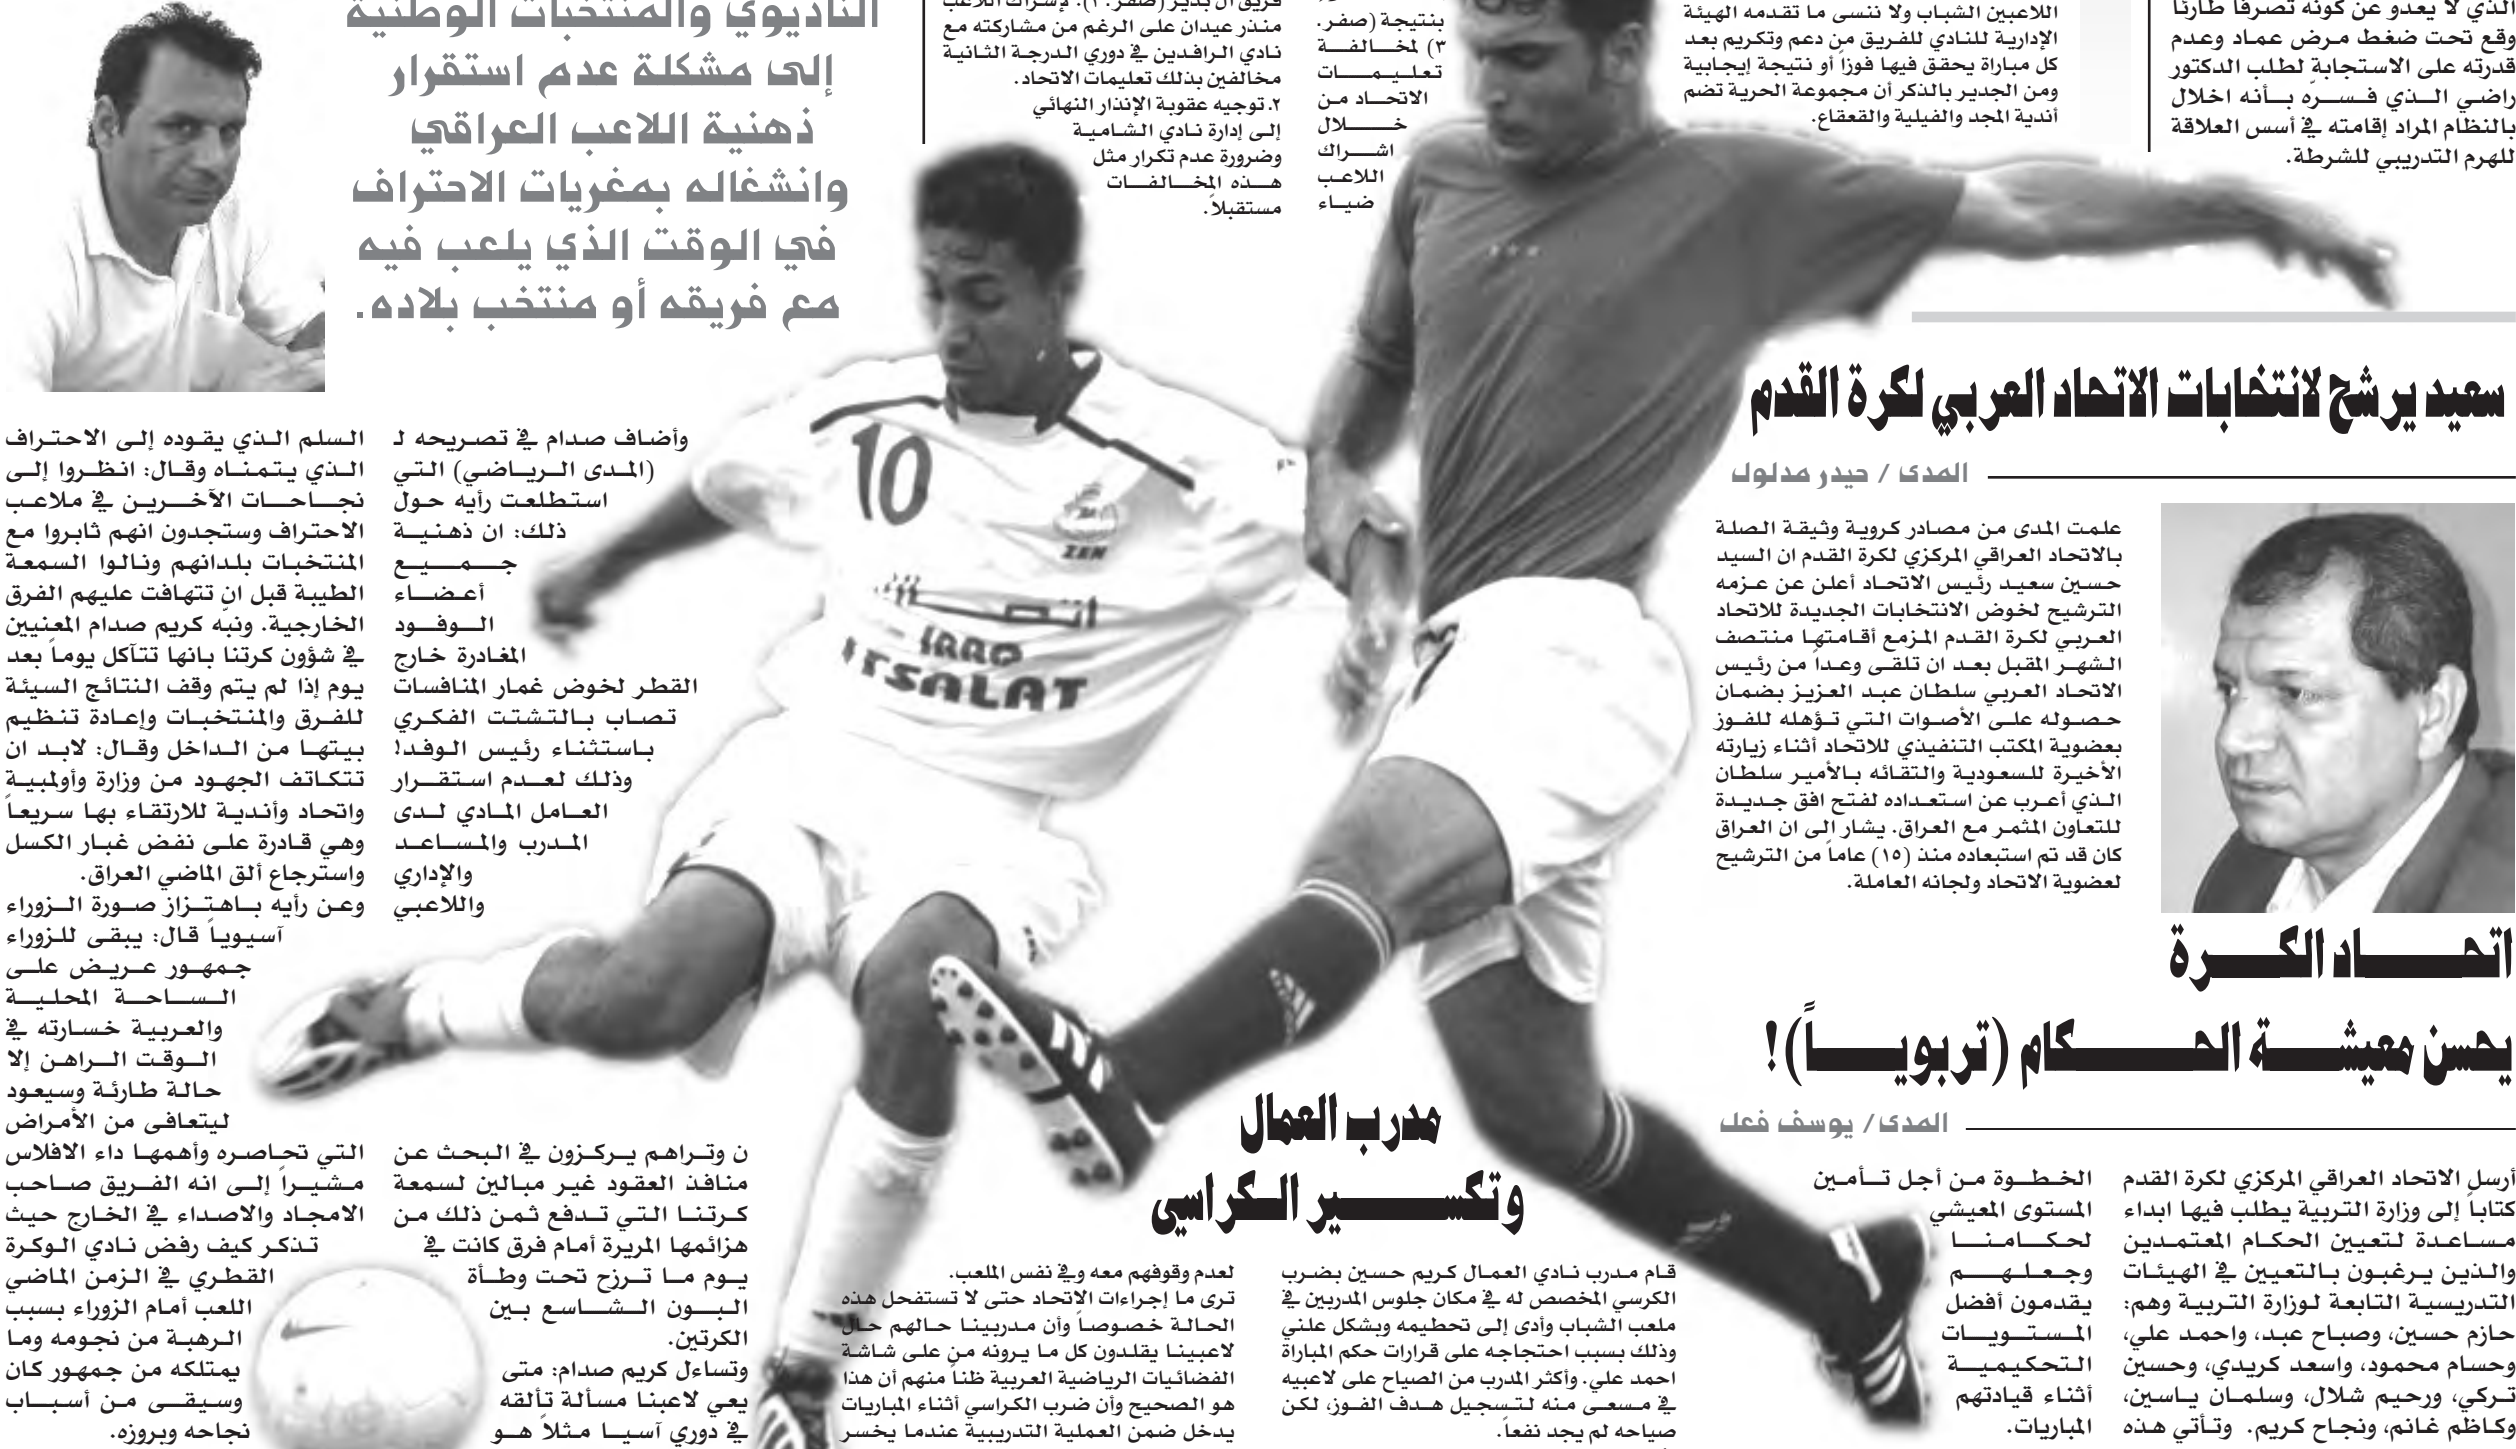 الذي لا يعدو عن كونه تصرفاً طارئاً
وقع تحت ضغط مرض عماد وعدم
قدرته على الاستجابة لطلب الدكتور
راضي الذي فسره بأنه اخلال
بالنظام المراد إقامته في أسس العلاقة
للهرم التدريبي للشرطة.
اللاعبين الشباب ولا ننسى ما تقدمه الهيئة
الإدارية للنادي للفريق من دعم وتكريم بعد
كل مباراة يحقق فيها فوزاً أو نتيجة إيجابية
ومن الجدير بالذكر أن مجموعة الحرية تضم
أندية المجد والفيلية والقعقاع.
بنتيجة (صفر.
٣) لمخالفة
تعليمات
الاتحاد من
خلال
اشراك
اللاعب
ضياء
منذر عيدان على الرغم من مشاركته مع
نادي الرافدين في دوري الدرجة الثانية
مخالفين بذلك تعليمات الاتحاد.
٢. توجيه عقوبة الإنذار النهائي
إلى إدارة نادي الشامية
وضرورة عدم تكرار مثل
هذه المخالفات
مستقبلاً.
الناديوي والمنتخبات الوطنية
إلى مشكلة عدم استقرار
ذهنية اللاعب العراقي
وانشغاله بمغريات الاحتراف
في الوقت الذي يلعب فيه
مع فريقه أو منتخب بلاده.
سعيد يرشح لانتخابات الاتحاد العربي لكرة القدم
المدى / حيدر مدلول
علمت المدى من مصادر كروية وثيقة الصلة
بالاتحاد العراقي المركزي لكرة القدم ان السيد
حسين سعيد رئيس الاتحاد أعلن عن عزمه
الترشيح لخوض الانتخابات الجديدة للاتحاد
العربي لكرة القدم المزمع أقامتها منتصف
الشهر المقبل بعد ان تلقى وعداً من رئيس
الاتحاد العربي سلطان عبد العزيز بضمان
حصوله على الأصوات التي تؤهله للفوز
بعضوية المكتب التنفيذي للاتحاد أثناء زيارته
الأخيرة للسعودية والتقائه بالأمير سلطان
الذي أعرب عن استعداده لفتح افق جديدة
للتعاون المثمر مع العراق. يشار الى ان العراق
كان قد تم استبعاده منذ (١٥) عاماً من الترشيح
لعضوية الاتحاد ولجانه العاملة.
اتحاد الكرة
يحسن معيشة الحكام (تربوياً)!
المدى/ يوسف فعل
أرسل الاتحاد العراقي المركزي لكرة القدم
كتاباً إلى وزارة التربية يطلب فيها ابداء
مساعدة لتعيين الحكام المعتمدين
والذين يرغبون بالتعيين في الهيئات
التدريسية التابعة لوزارة التربية وهم:
حازم حسين، وصباح عبد، واحمد علي،
وحسام محمود، واسعد كريدي، وحسين
تركي، ورحيم شلال، وسلمان ياسين،
وكاظم غانم، ونجاح كريم. وتأتي هذه
الخطوة من أجل تأمين
المستوى المعيشي
لحكامنا
وجعلهم
يقدمون أفضل
المستويات
التحكيمية
أثناء قيادتهم
المباريات.
مدرب العمال
وتكسير الكراسي
قام مدرب نادي العمال كريم حسين بضرب
الكرسي المخصص له في مكان جلوس المدربين في
ملعب الشباب وأدى إلى تحطيمه وبشكل علني
وذلك بسبب احتجاجه على قرارات حكم المباراة
احمد علي. وأكثر المدرب من الصياح على لاعبيه
في مسعى منه لتسجيل هدف الفوز، لكن
صياحه لم يجد نفعاً.
لعدم وقوفهم معه وفي نفس الملعب.
ترى ما إجراءات الاتحاد حتى لا تستفحل هذه
الحالة خصوصاً وأن مدربينا حالهم حال
لاعبينا يقلدون كل ما يرونه من على شاشة
الفضائيات الرياضية العربية ظنا منهم أن هذا
هو الصحيح وأن ضرب الكراسي أثناء المباريات
يدخل ضمن العملية التدريبية عندما يخسر
10
ZEN
اتصالات
IRAQ
ITSALAT
وأضاف صدام في تصريحه لـ
(المدى الرياضي) التي
استطلعت رأيه حول
ذلك: ان ذهنية
جميع
أعضاء
الوفود
المغادرة خارج
القطر لخوض غمار المنافسات
تصاب بالتشتت الفكري
باستثناء رئيس الوفد!
وذلك لعدم استقرار
العامل المادي لدى
المدرب والمساعد
والإداري
واللاعبي
ن وتراهم يركزون في البحث عن
منافذ العقود غير مبالين لسمعة
كرتنا التي تدفع ثمن ذلك من
هزائمها المريرة أمام فرق كانت في
يوم ما ترزح تحت وطأة
البون الشاسع بين
الكرتين.
وتساءل كريم صدام: متى
يعي لاعبنا مسألة تألقه
في دوري آسيا مثلاً هو
السلم الذي يقوده إلى الاحتراف
الذي يتمناه وقال: انظروا إلى
نجاحات الآخرين في ملاعب
الاحتراف وستجدون انهم ثابروا مع
المنتخبات بلدانهم ونالوا السمعة
الطيبة قبل ان تتهافت عليهم الفرق
الخارجية. ونبه كريم صدام المعنيين
في شؤون كرتنا بانها تتآكل يوماً بعد
يوم إذا لم يتم وقف النتائج السيئة
للفرق والمنتخبات وإعادة تنظيم
بيتها من الداخل وقال: لابد ان
تتكاتف الجهود من وزارة وأولمبية
واتحاد وأندية للارتقاء بها سريعاً
وهي قادرة على نفض غبار الكسل
واسترجاع ألق الماضي العراق.
وعن رأيه باهتزاز صورة الزوراء
آسيوياً قال: يبقى للزوراء
جمهور عريض على
الساحة المحلية
والعربية خسارته في
الوقت الراهن إلا
حالة طارئة وسيعود
ليتعافى من الأمراض
التي تحاصره وأهمها داء الافلاس
مشيراً إلى انه الفريق صاحب
الامجاد والاصداء في الخارج حيث
تذكر كيف رفض نادي الوكرة
القطري في الزمن الماضي
اللعب أمام الزوراء بسبب
الرهبة من نجومه وما
يمتلكه من جمهور كان
وسيبقى من أسباب
نجاحه وبروزه.